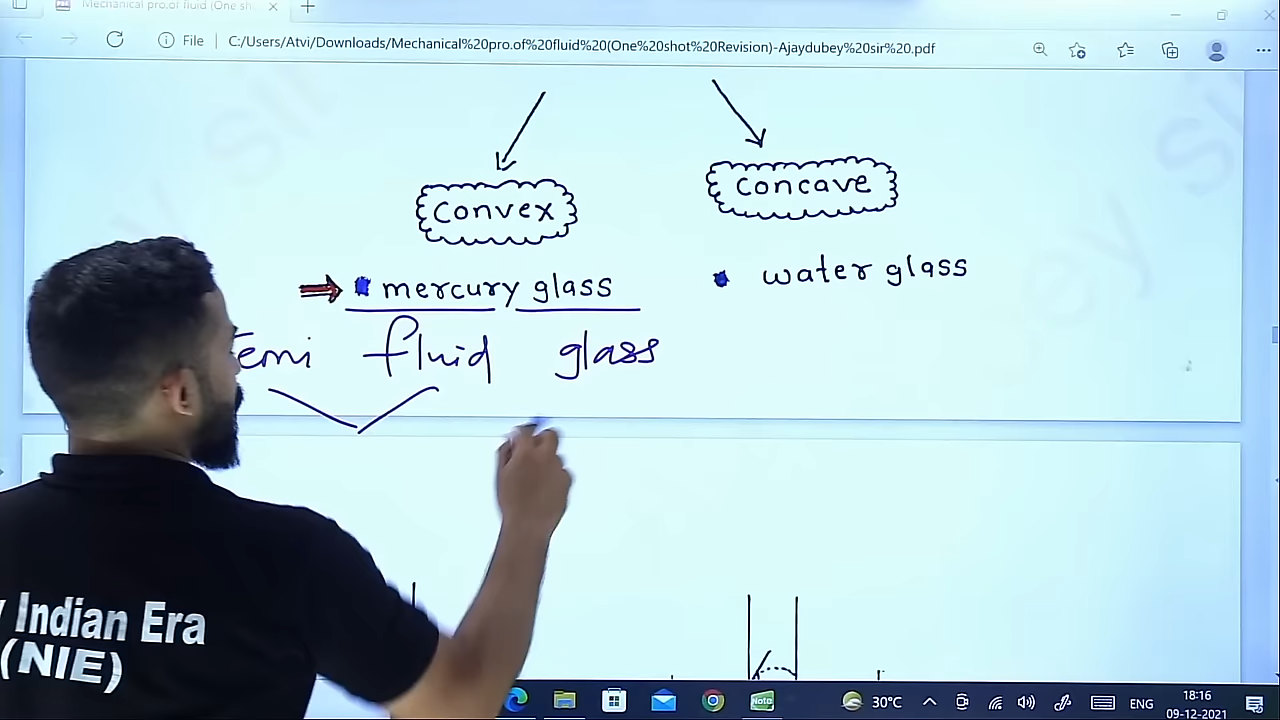 Mechanical pro.of fluid (One sh
File
C:/Users/Atvi/Downloads/Mechanical%20pro.of%20fluid%20(One%20shot%20Revision)-Ajaydubey%20sir%20.pdf
convex
concave
mercury glass
water glass
emi fluid glass
Indian Era
(NIE)
30°C
ENG
18:16
09-12-2021